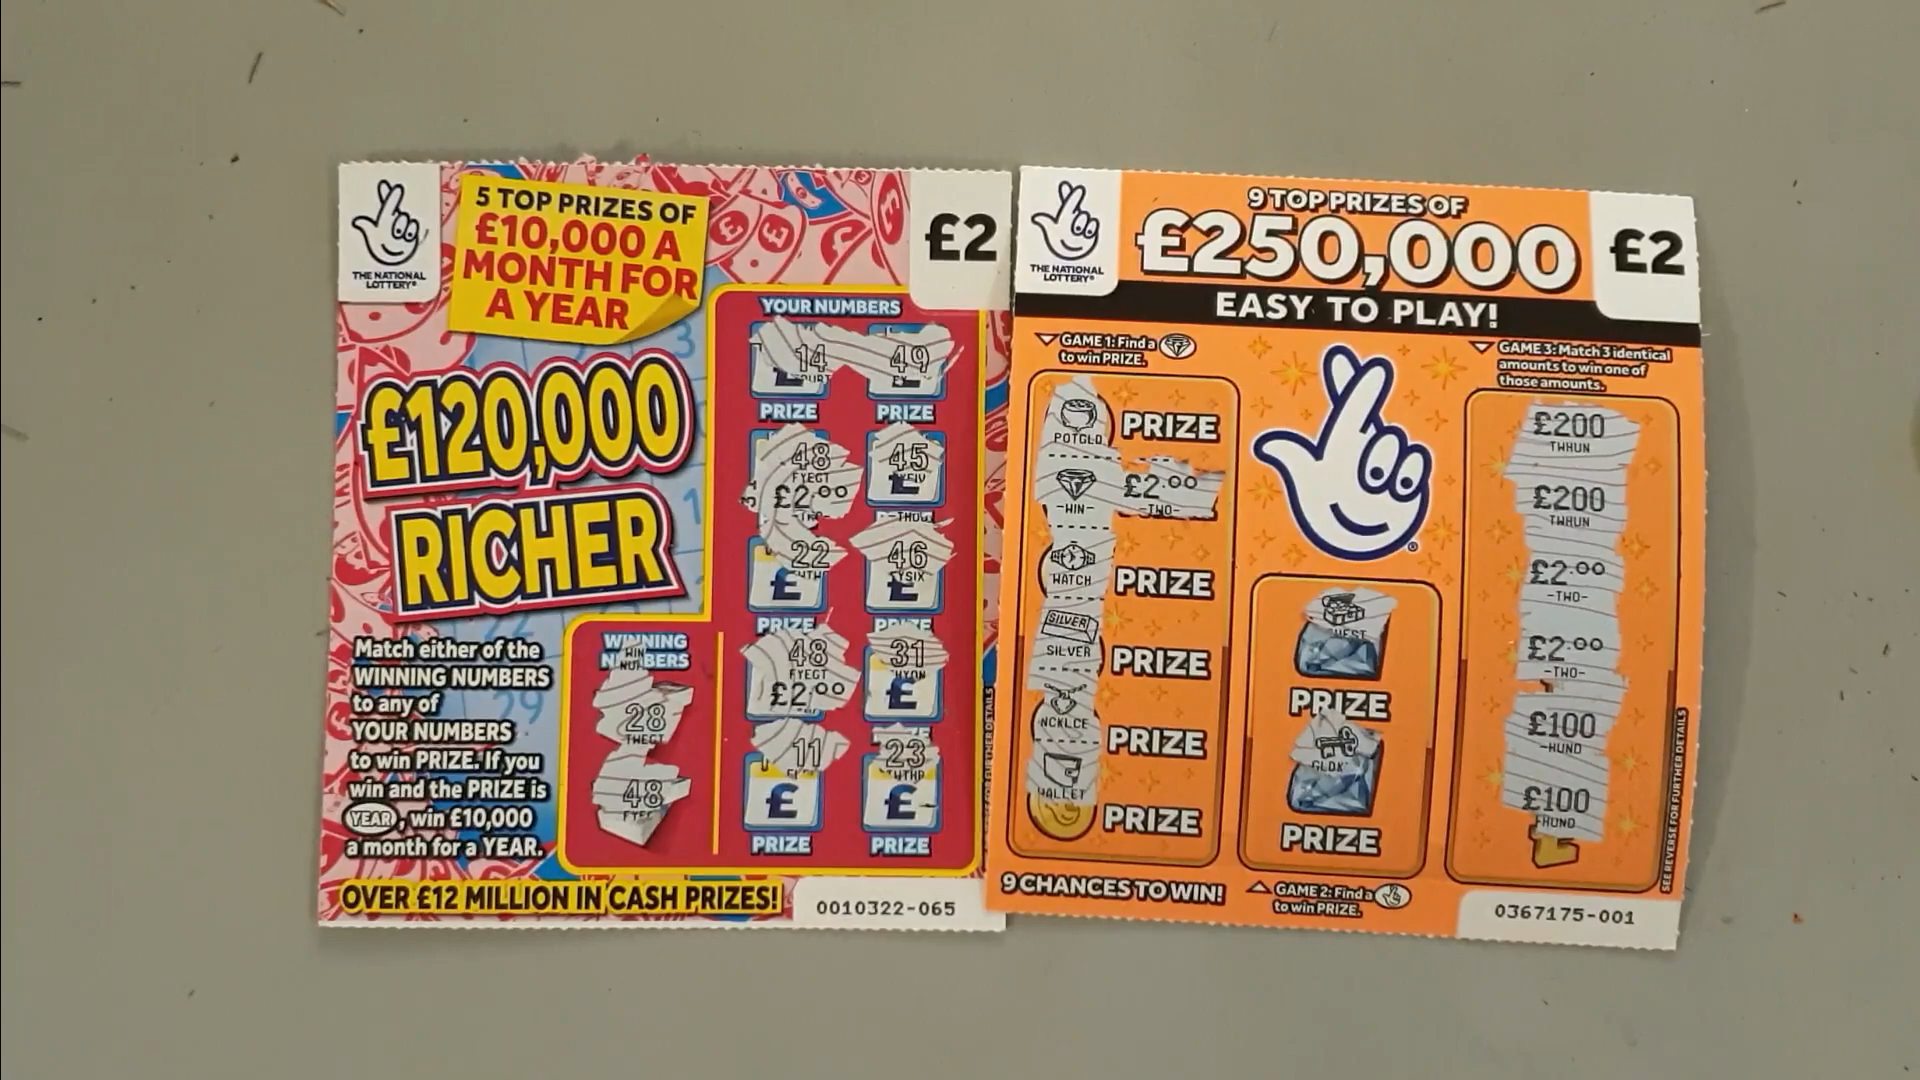 THE NATIONAL
LOTTERY®
5 TOP PRIZES OF
£10,000 A
MONTH FOR
A YEAR
£2
£120,000
RICHER
Match either of the
WINNING NUMBERS
to any of
YOUR NUMBERS
to win PRIZE. If you
win and the PRIZE is
YEAR, win £10,000
a month for a YEAR.
WINNING
NUMBERS
28
THEGT
48
YOUR NUMBERS
14 49
PRIZE PRIZE
48 45
FYEGT
£2.00
22 46
YSIX
PRIZE PRIZE
48 31
FYEGT
£2.00
11 23
PRIZE PRIZE
OVER £12 MILLION IN CASH PRIZES!
0010322-065
THE NATIONAL
LOTTERY®
9 TOP PRIZES OF
£250,000
£2
EASY TO PLAY!
GAME 1: Find a
to win PRIZE.
POTGLD PRIZE
£2.00
-WIN- -TWO-
WATCH PRIZE
SILVER
SILVER PRIZE
NCKLCE PRIZE
PRIZE
9 CHANCES TO WIN!
PRIZE
PRIZE
GAME 2: Find a
to win PRIZE.
GAME 3: Match 3 identical
amounts to win one of
those amounts.
£200
TWHUN
£200
TWHUN
£2.00
-TWO-
£2.00
-TWO-
£100
-HUND
£100
FHUND
SEE REVERSE FOR FURTHER DETAILS
0367175-001